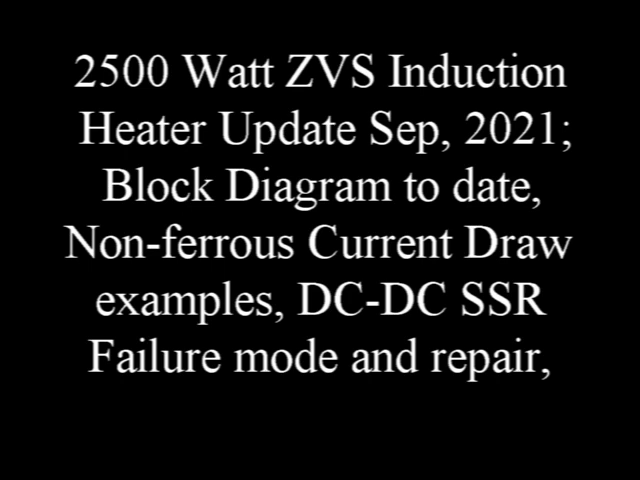 2500 Watt ZVS Induction
Heater Update Sep, 2021;
Block Diagram to date,
Non-ferrous Current Draw
examples, DC-DC SSR
Failure mode and repair,